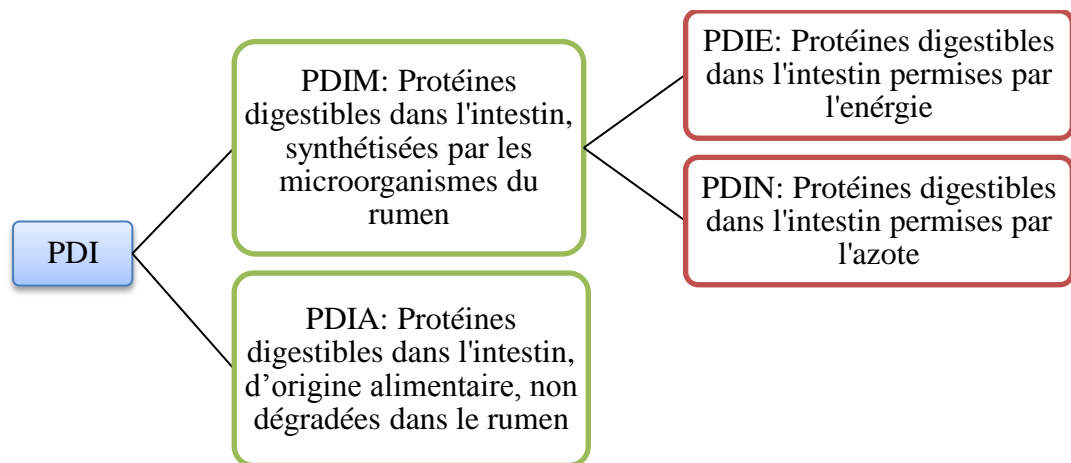 PDI
PDIM: Protéines
digestibles dans l'intestin,
synthétisées par les
microorganismes du
rumen
PDIA: Protéines
digestibles dans l'intestin,
d’origine alimentaire, non
dégradées dans le rumen
PDIE: Protéines digestibles
dans l'intestin permises par
l'enérgie
PDIN: Protéines digestibles
dans l'intestin permises par
l'azote